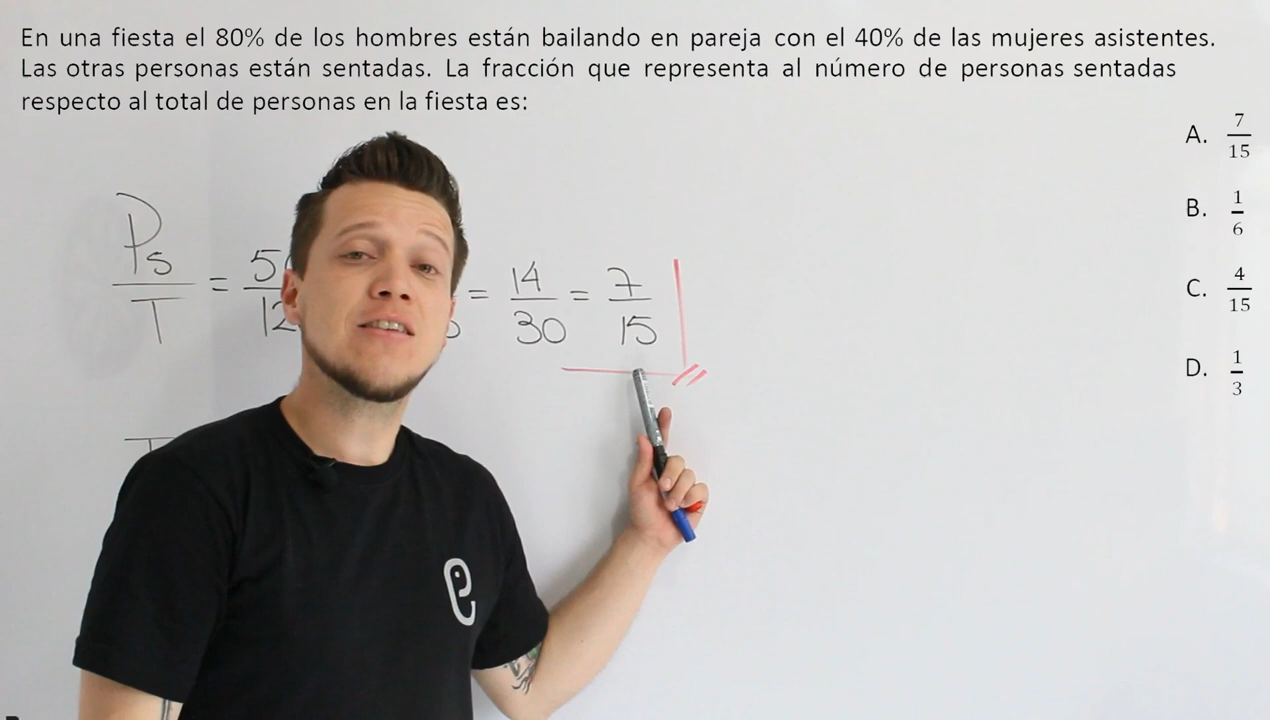 En una fiesta el 80% de los hombres están bailando en pareja con el 40% de las mujeres asistentes.
Las otras personas están sentadas. La fracción que representa al número de personas sentadas
respecto al total de personas en la fiesta es:
A. 7/15
B. 1/6
C. 4/15
D. 1/3
Ps/T = = 14/30 = 7/15
e